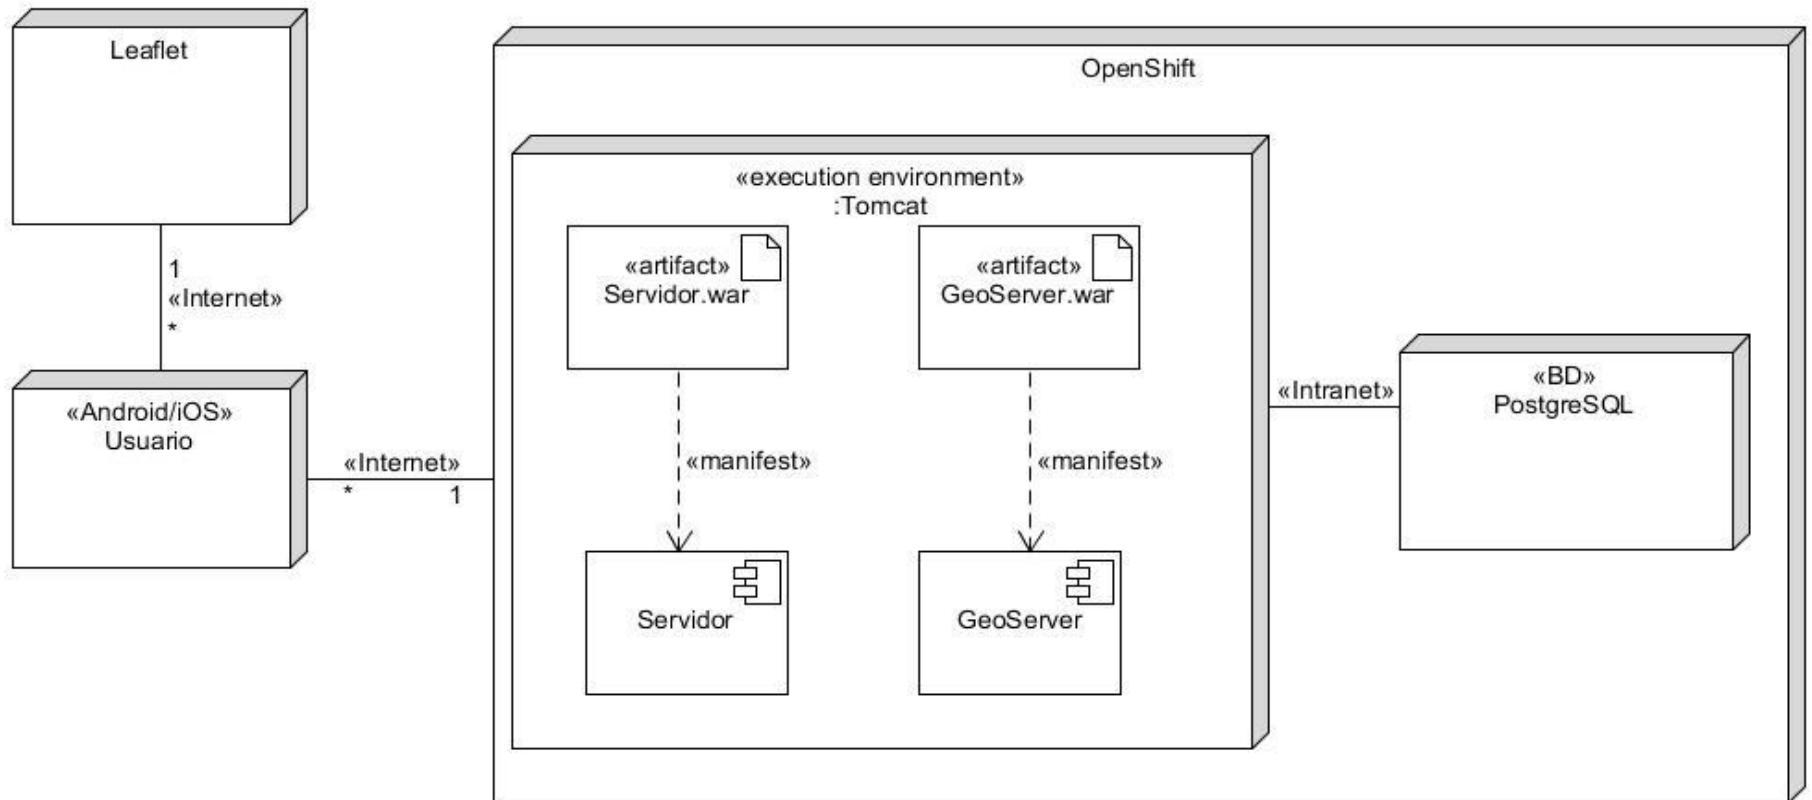 Leaflet
OpenShift
«execution environment»
:Tomcat
«artifact»
Servidor.war
«artifact»
GeoServer.war
1
«Internet»
*
«Android/iOS»
Usuario
«Internet»
*
1
«manifest»
«manifest»
Servidor
GeoServer
«Intranet»
«BD»
PostgreSQL